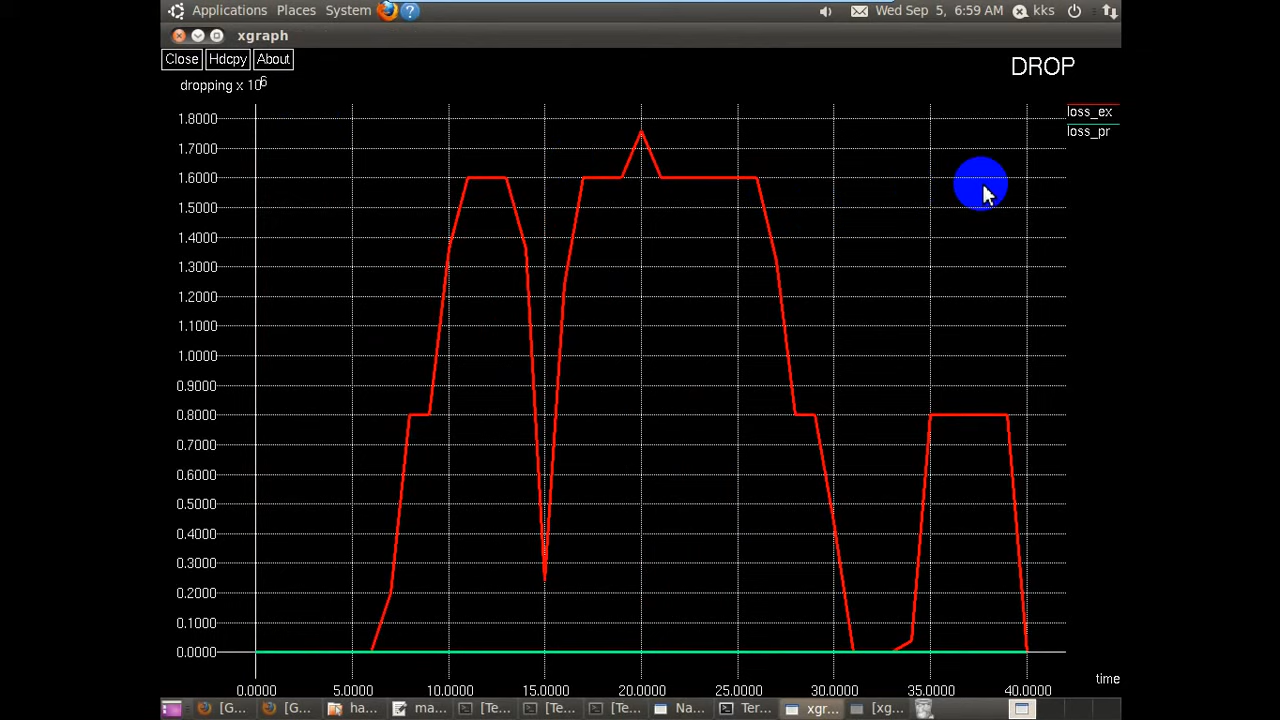 Applications Places System ? Wed Sep 5, 6:59 AM kks
xgraph
Close Hdcpy About
DROP
dropping x 10^6
loss_ex
loss_pr
1.8000
1.7000
1.6000
1.5000
1.4000
1.3000
1.2000
1.1000
1.0000
0.9000
0.8000
0.7000
0.6000
0.5000
0.4000
0.3000
0.2000
0.1000
0.0000
time
0.0000 5.0000 10.0000 15.0000 20.0000 25.0000 30.0000 35.0000 40.0000
[G... [G... ha... ma... [Te... [Te... [Te... Na... Ter... xgr... [xg...